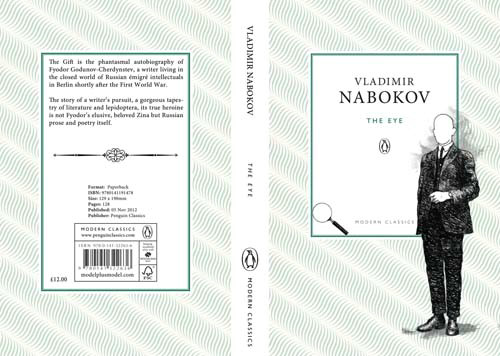 The Gift is the phantasmal autobiography of
Fyodor Godunov-Cherdynstev, a writer living in
the closed world of Russian émigré intellectuals
in Berlin shortly after the First World War.
The story of a writer's pursuit, a gorgeous tapes-
try of literature and lepidoptera, its true heroine
is not Fyodor's elusive, beloved Zina but Russian
prose and poetry itself.
Format: Paperback
ISBN: 9780141191478
Size: 129 x 198mm
Pages: 128
Published: 05 Nov 2012
Publisher: Penguin Classics
MODERN CLASSICS
www.penguinclassics.com
modelplusmodel.com
FSC
£12.00
VLADIMIR NABOKOV
THE EYE
MODERN CLASSICS
VLADIMIR
NABOKOV
THE EYE
MODERN CLASSICS